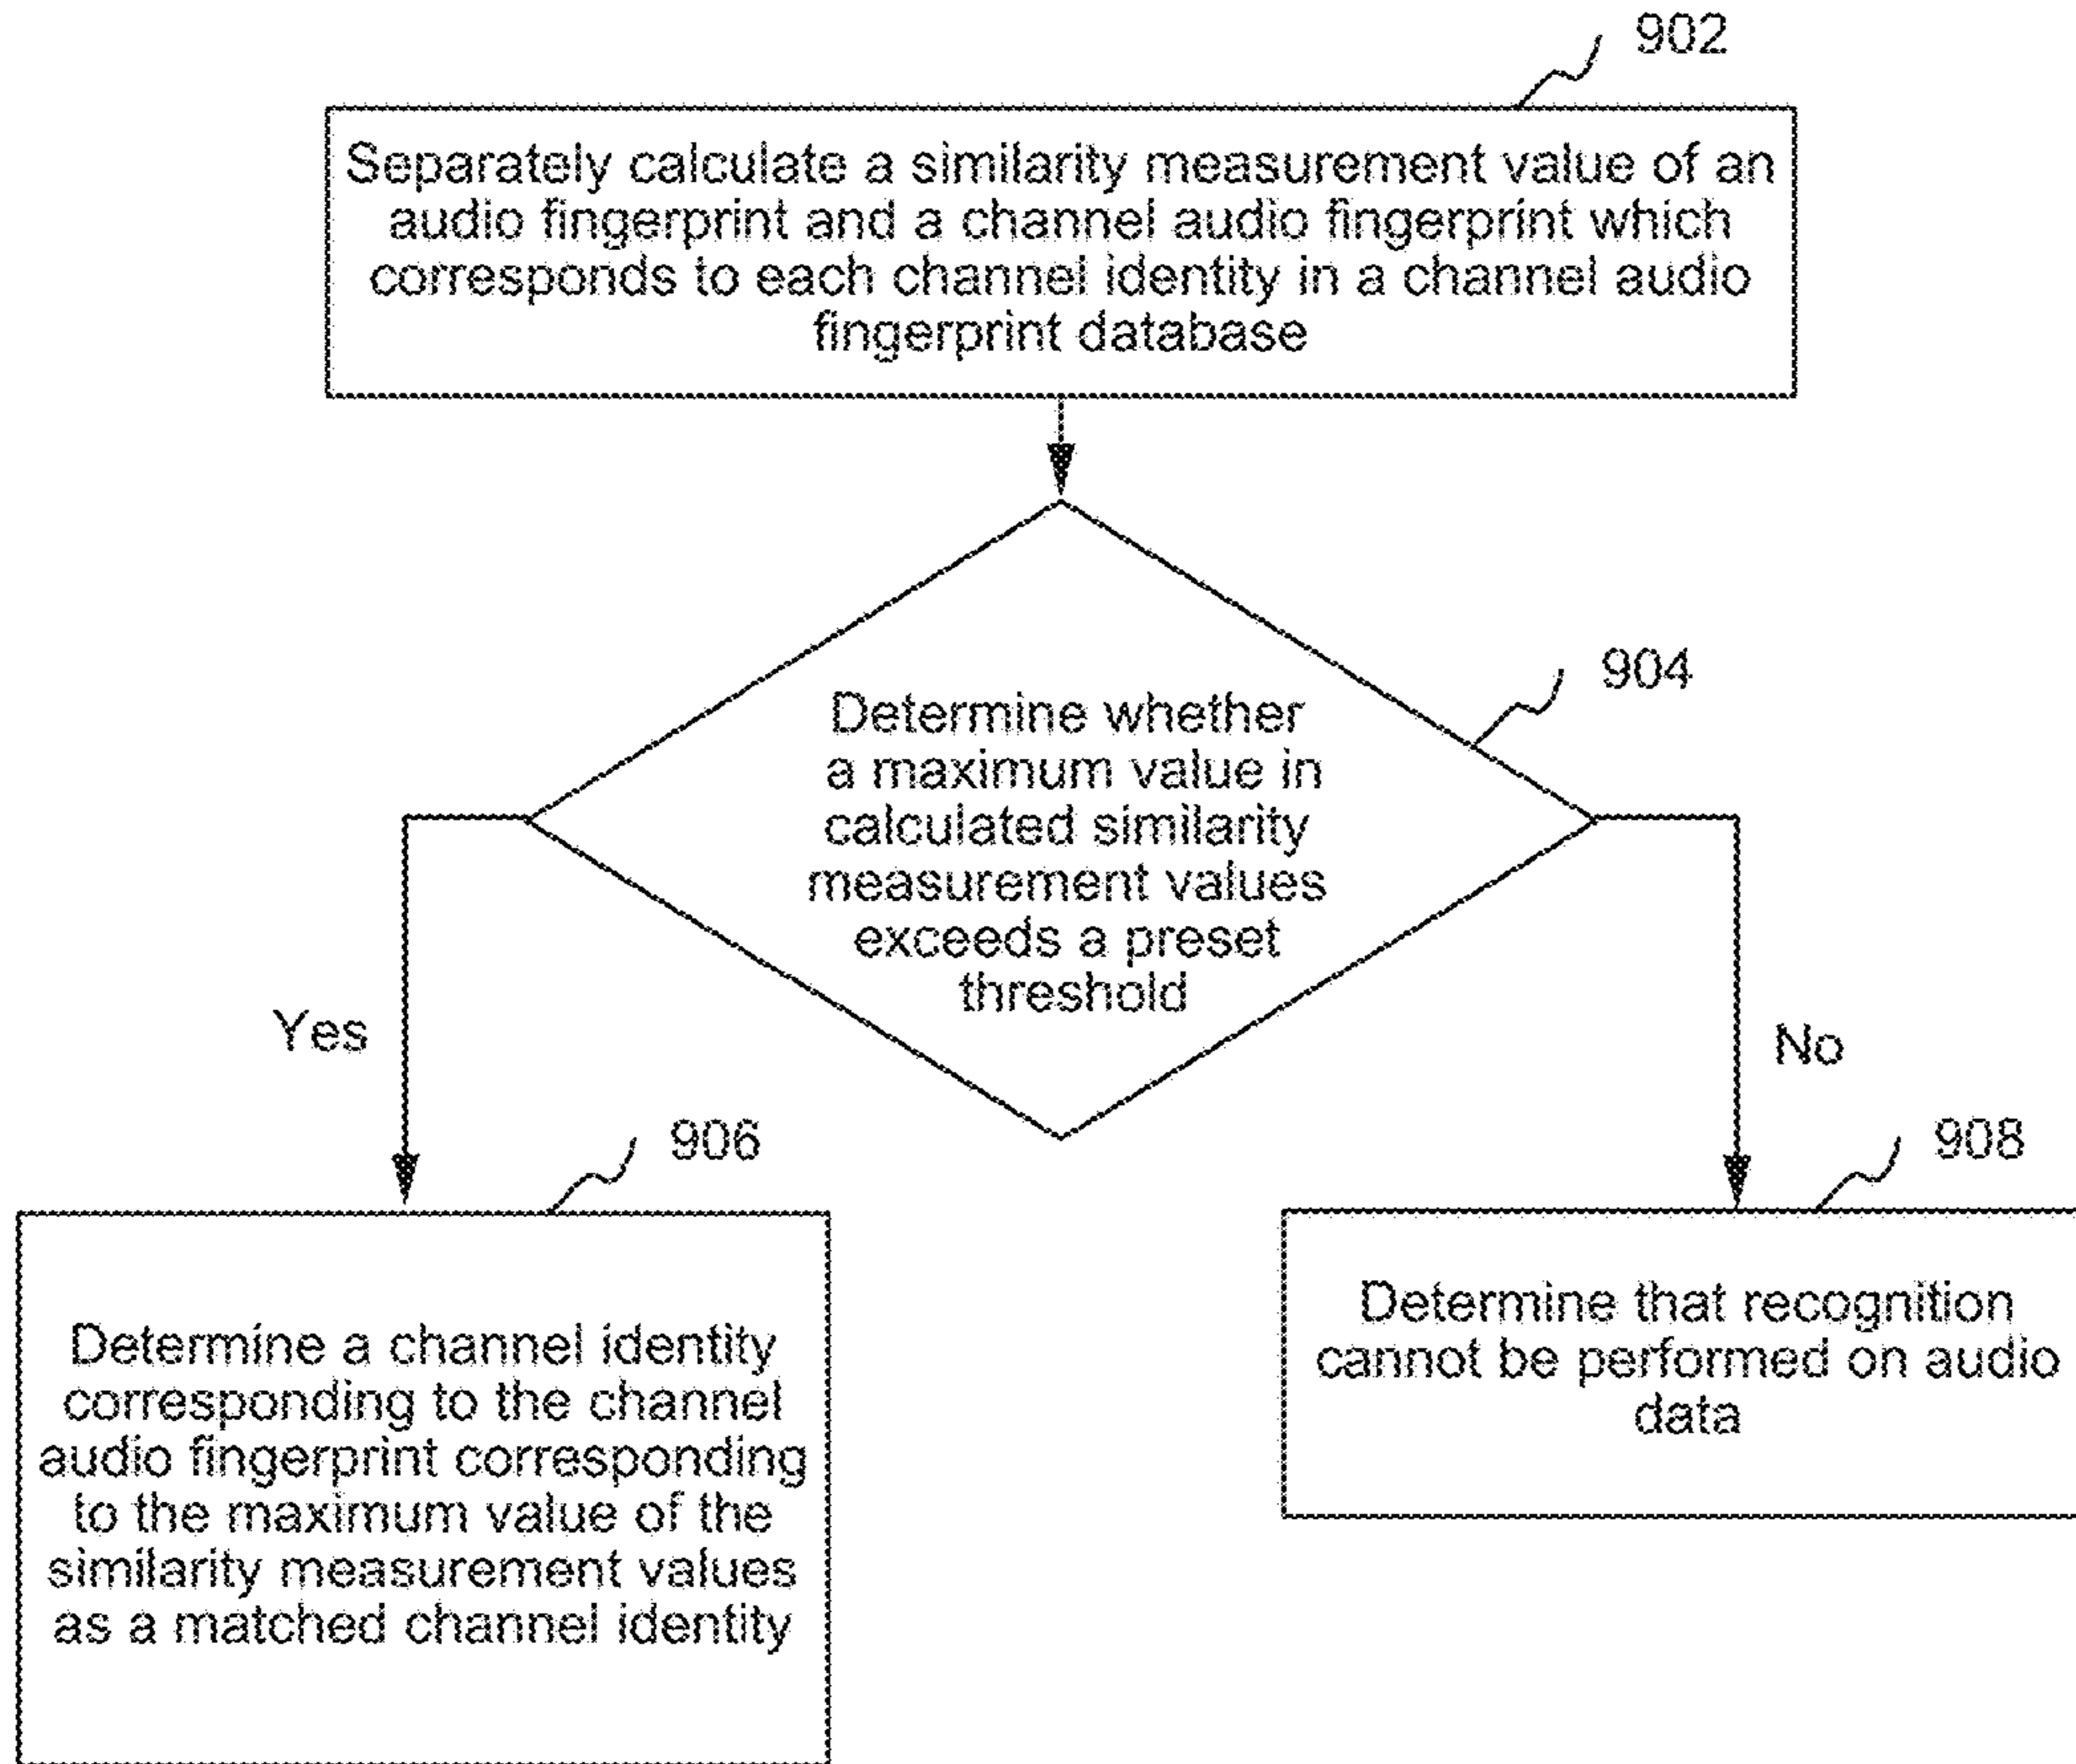 902
Separately calculate a similarity measurement value of an
audio fingerprint and a channel audio fingerprint which
corresponds to each channel identity in a channel audio
fingerprint database
904
Determine whether
a maximum value in
calculated similarity
measurement values
exceeds a preset
threshold
Yes
No
906
Determine a channel identity
corresponding to the channel
audio fingerprint corresponding
to the maximum value of the
similarity measurement values
as a matched channel identity
908
Determine that recognition
cannot be performed on audio
data